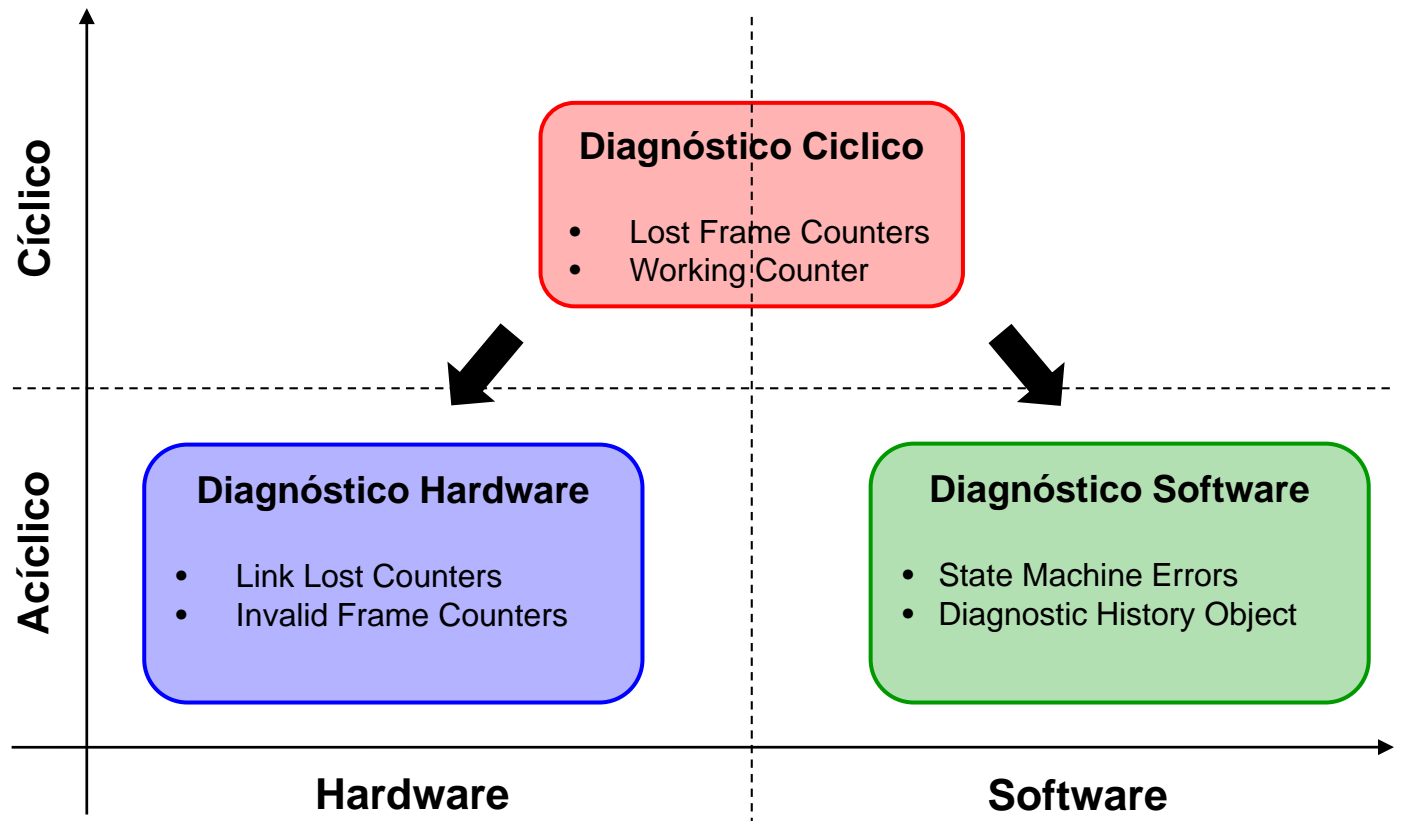 Cíclico
Diagnóstico Ciclico
• Lost Frame Counters
• Working Counter
Acíclico
Diagnóstico Hardware
• Link Lost Counters
• Invalid Frame Counters
Diagnóstico Software
• State Machine Errors
• Diagnostic History Object
Hardware
Software